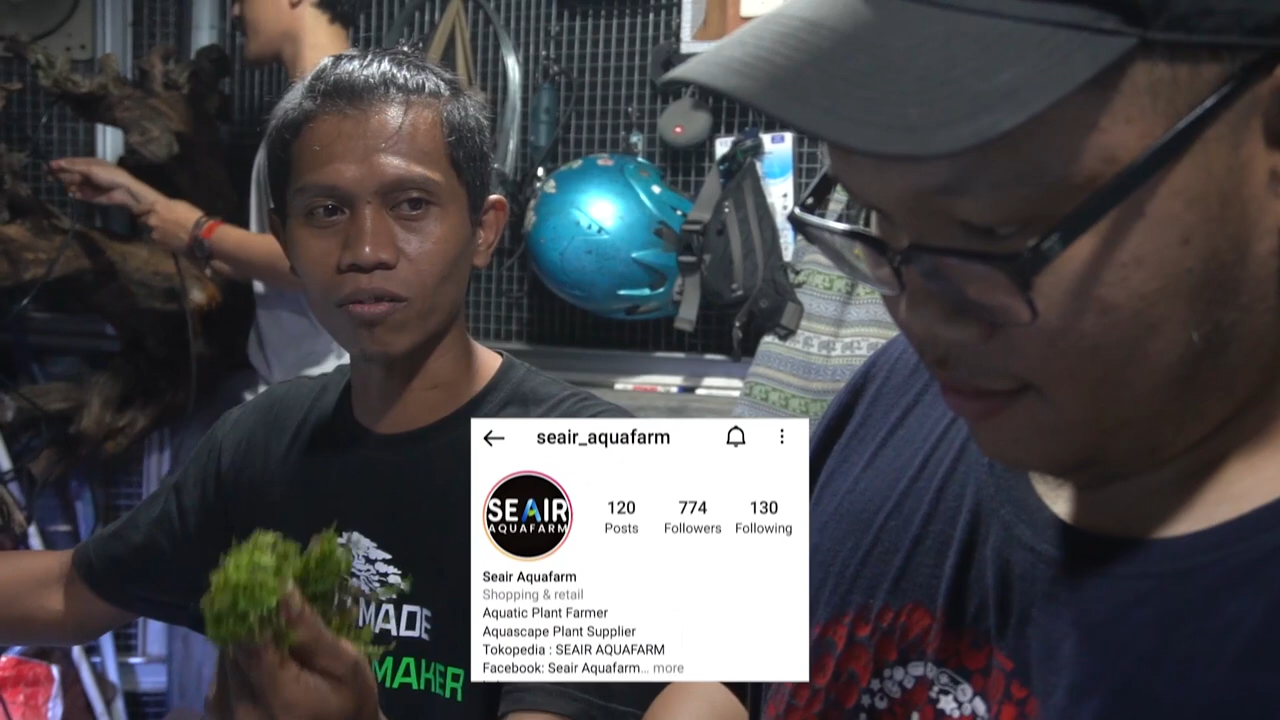 seair_aquafarm
SEAIR
AQUAFARM
120
774
130
Posts
Followers
Following
Seair Aquafarm
Shopping & retail
Aquatic Plant Farmer
Aquascape Plant Supplier
Tokopedia : SEAIR AQUAFARM
Facebook: Seair Aquafarm... more
MADE
MAKER